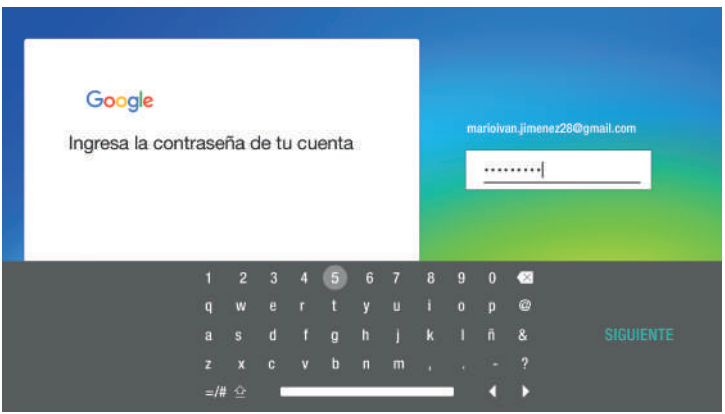 Google
Ingresa la contraseña de tu cuenta
marioivan.jimenez28@gmail.com
•••••••••
1 2 3 4 5 6 7 8 9 0
q w e r t y u i o p @
a s d f g h j k l ñ &
SIGUIENTE
z x c v b n m , . - ?
=/#